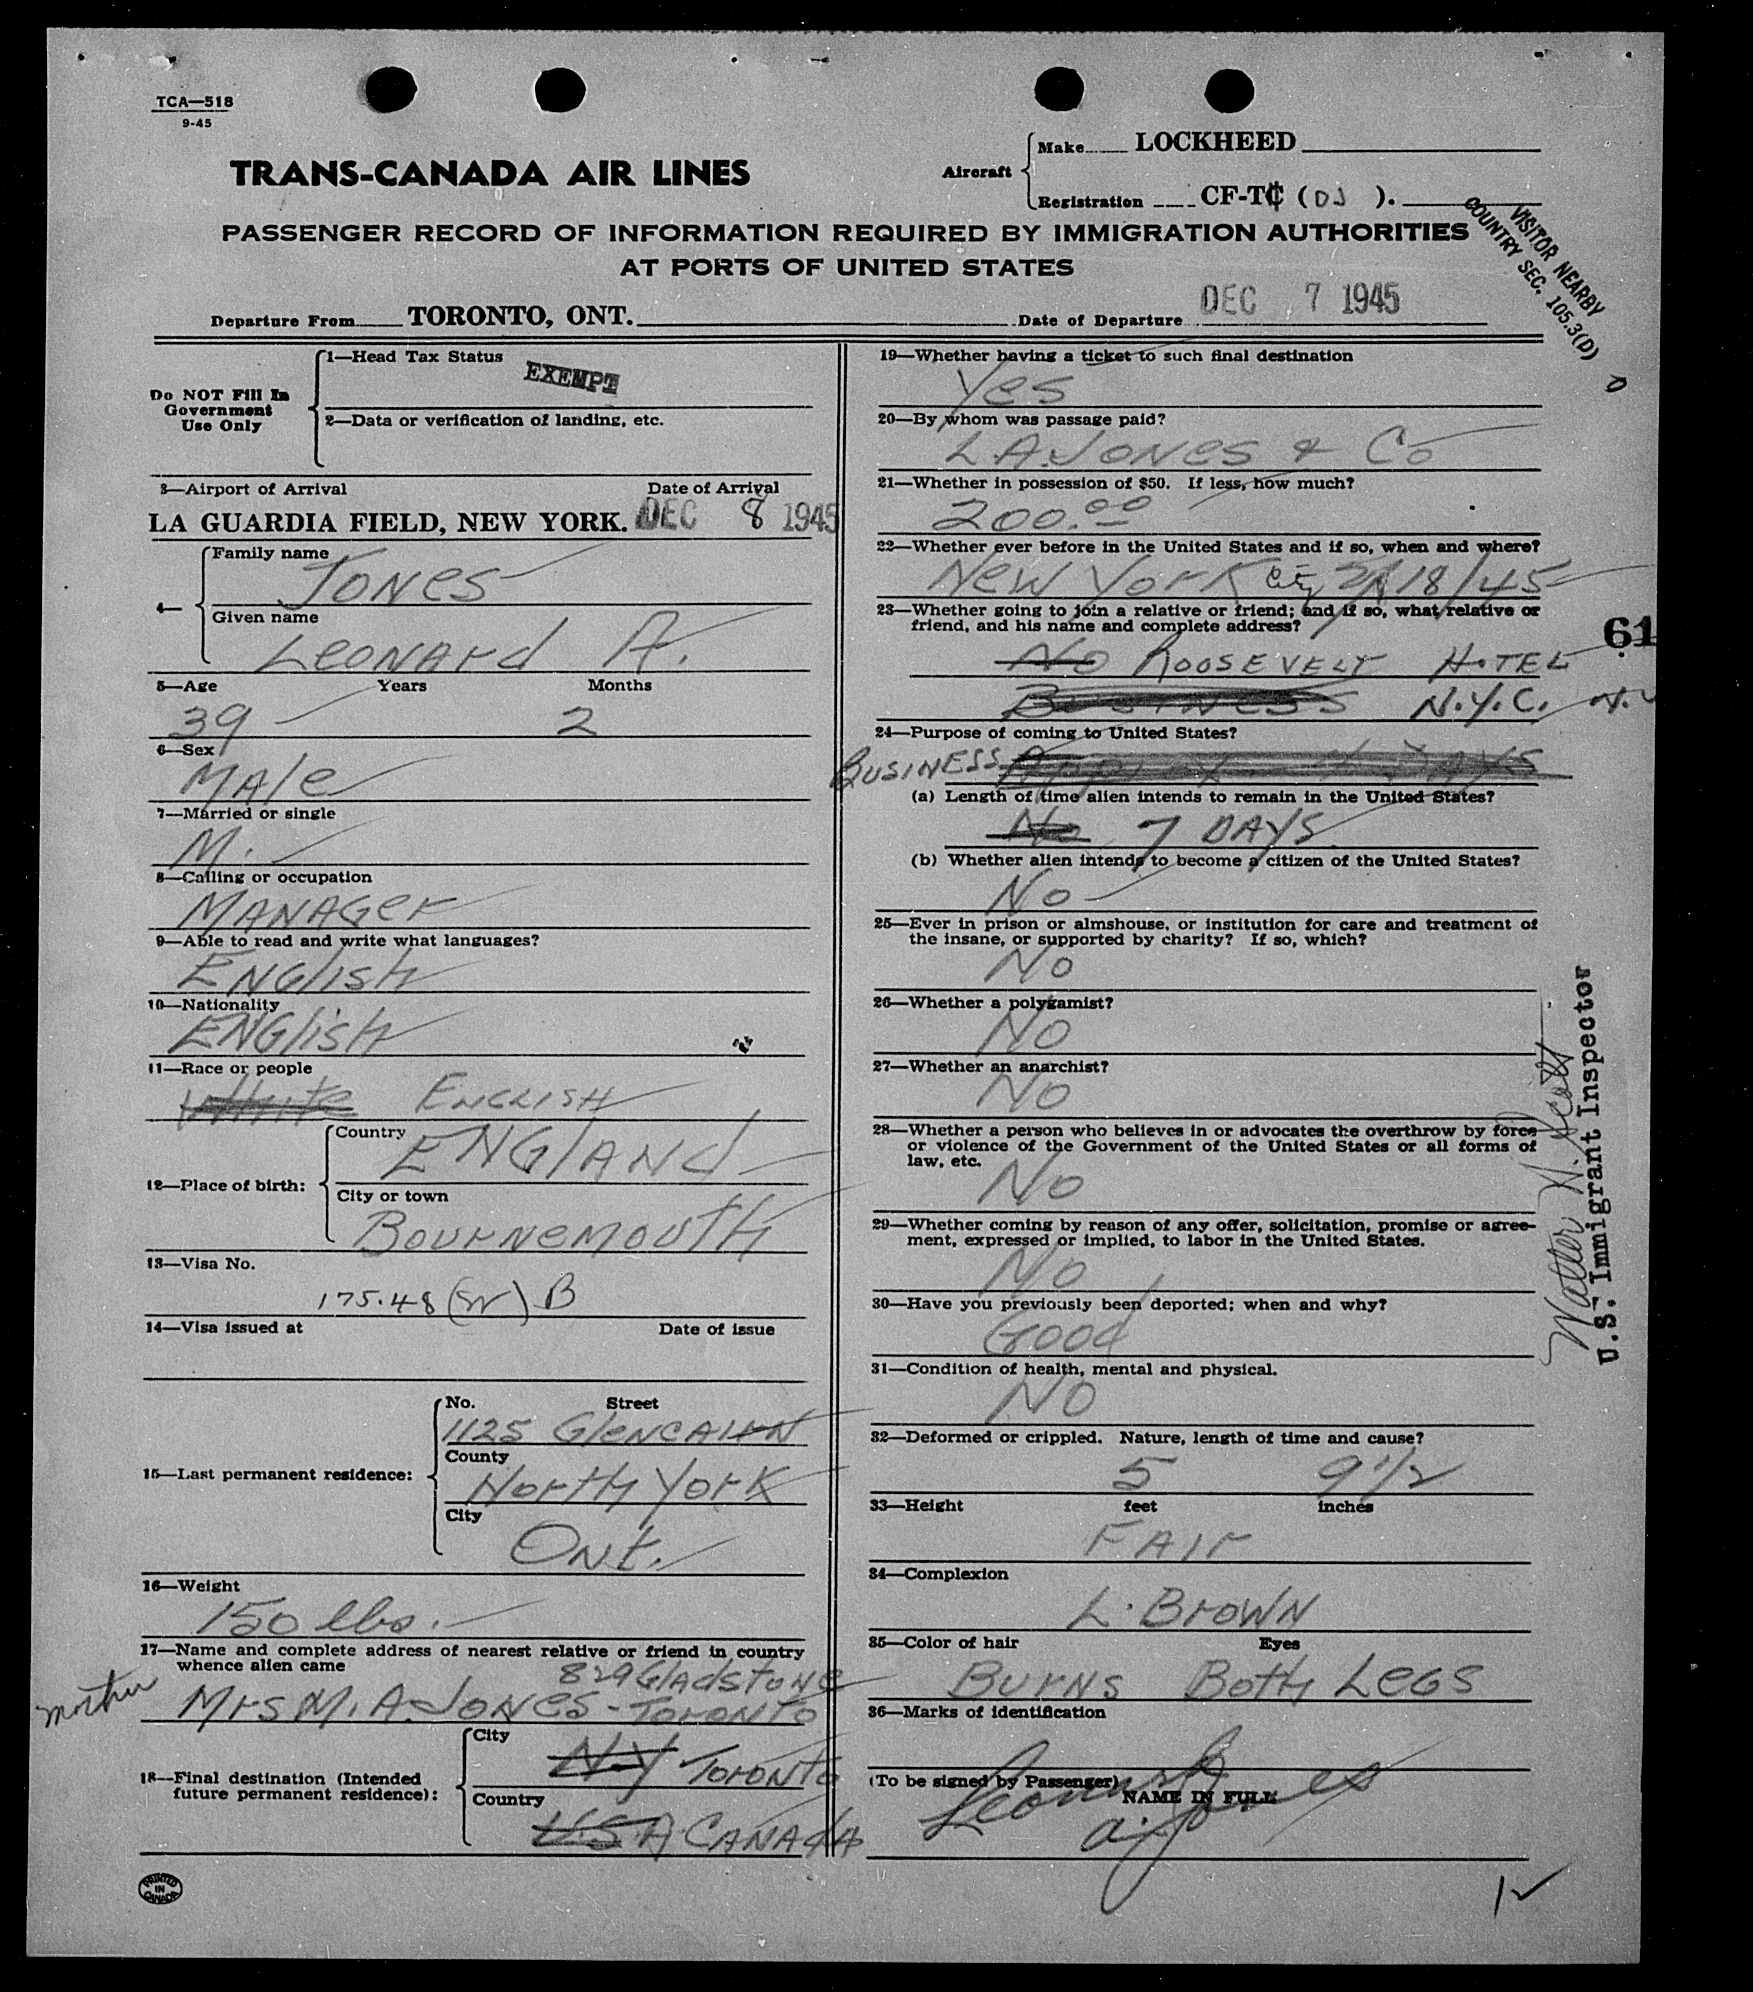 TCA—518
9-45
TRANS-CANADA AIR LINES
Aircraft
Make LOCKHEED
Registration CF-TC (DJ ).
PASSENGER RECORD OF INFORMATION REQUIRED BY IMMIGRATION AUTHORITIES
AT PORTS OF UNITED STATES
VISITOR NEARBY
COUNTRY SEC. 105.3(D)
Departure From TORONTO, ONT. Date of Departure DEC 7 1945
Do NOT Fill In
Government
Use Only
1—Head Tax Status
EXEMPT
2—Data or verification of landing, etc.
3—Airport of Arrival Date of Arrival
LA GUARDIA FIELD, NEW YORK. DEC 8 1945
4—
Family name
JONES
Given name
LEONARD A.
5—Age Years Months
39 2
6—Sex
MALE
7—Married or single
M.
8—Calling or occupation
MANAGER
9—Able to read and write what languages?
ENGLISH
10—Nationality
ENGLISH
11—Race or people
White ENGLISH
12—Place of birth:
Country
ENGLAND
City or town
BOURNEMOUTH
13—Visa No.
175.48 (W) B
14—Visa issued at Date of issue
15—Last permanent residence:
No. Street
1125 GLENCAIRN
County
NORTH YORK
City
ONT.
16—Weight
150 lbs.
17—Name and complete address of nearest relative or friend in country
whence alien came
829 GLADSTONE
mother MRS M. A. JONES - TORONTO
18—Final destination (Intended
future permanent residence):
City
N.Y TORONTO
Country
U.S.A CANADA
PRINTED
IN
CANADA
19—Whether having a ticket to such final destination
Yes
20—By whom was passage paid?
L.A. JONES & Co
21—Whether in possession of $50. If less, how much?
200.00
22—Whether ever before in the United States and if so, when and where?
NEW YORK City 18/45
23—Whether going to join a relative or friend; and if so, what relative or
friend, and his name and complete address?
61
No ROOSEVELT HOTEL
BUSINESS N.Y.C. N.Y
24—Purpose of coming to United States?
BUSINESS DAYS
(a) Length of time alien intends to remain in the United States?
No 7 DAYS
(b) Whether alien intends to become a citizen of the United States?
No
25—Ever in prison or almshouse, or institution for care and treatment of
the insane, or supported by charity? If so, which?
No
26—Whether a polygamist?
No
27—Whether an anarchist?
No
28—Whether a person who believes in or advocates the overthrow by force
or violence of the Government of the United States or all forms of
law, etc.
No
29—Whether coming by reason of any offer, solicitation, promise or agree-
ment, expressed or implied, to labor in the United States.
No
30—Have you previously been deported; when and why?
GOOD
31—Condition of health, mental and physical.
No
32—Deformed or crippled. Nature, length of time and cause?
5 9 1/2
33—Height feet inches
FAIR
34—Complexion
L. BROWN
35—Color of hair Eyes
BURNS BOTH LEGS
36—Marks of identification
(To be signed by Passenger)
NAME IN FULL
Leonard
A. Jones
Walter H. Scott
U.S. Immigrant Inspector